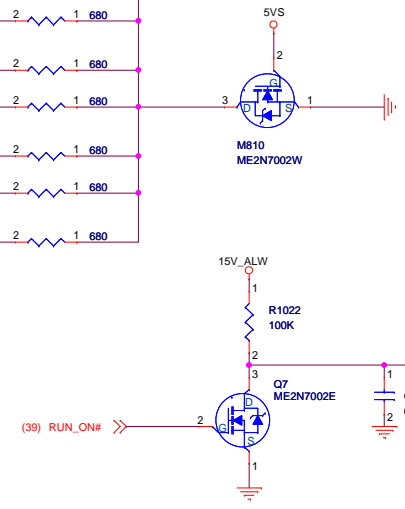 2 1 680
5VS
2 1 680
2
2 1 680
3 G 1
D S
2 1 680
M810
ME2N7002W
2 1 680
2 1 680
15V_ALW
1
R1022
100K
2
3 Q7 1
D ME2N7002E
2 2
(39) RUN_ON# G
S
1